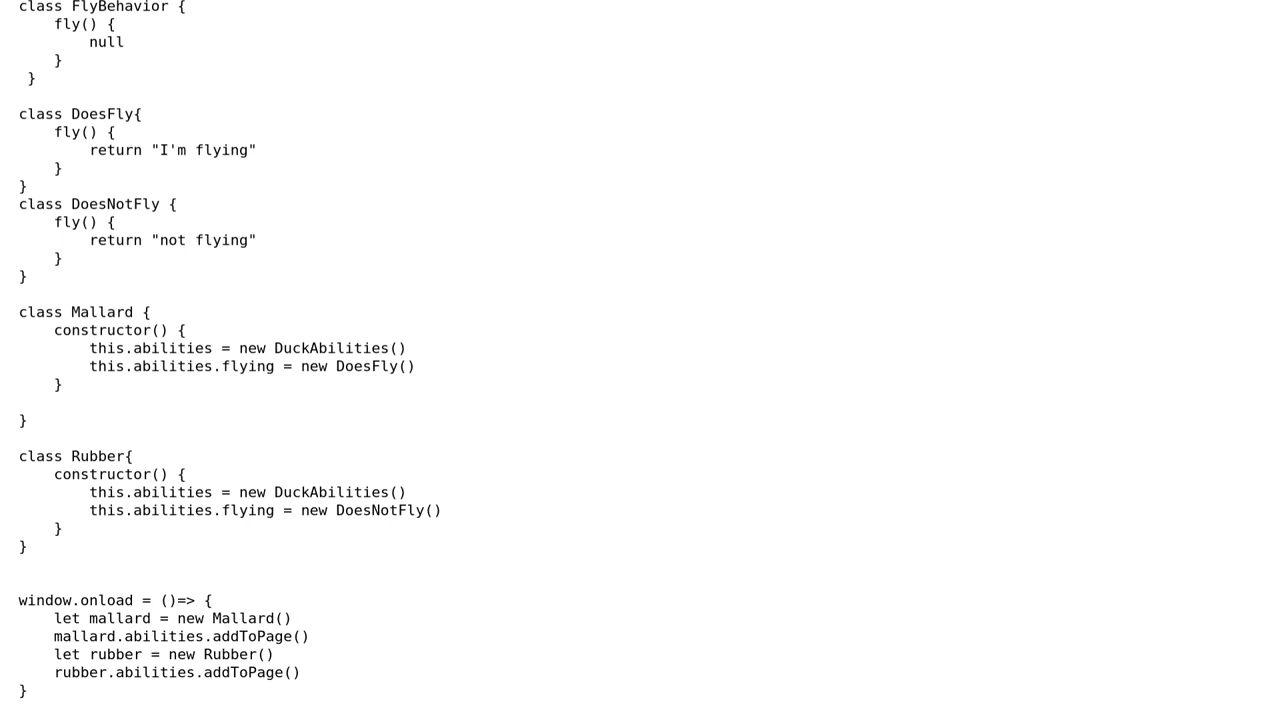 class FlyBehavior {
    fly() {
        null
    }
 }

class DoesFly{
    fly() {
        return "I'm flying"
    }
}
class DoesNotFly {
    fly() {
        return "not flying"
    }
}

class Mallard {
    constructor() {
        this.abilities = new DuckAbilities()
        this.abilities.flying = new DoesFly()
    }

}

class Rubber{
    constructor() {
        this.abilities = new DuckAbilities()
        this.abilities.flying = new DoesNotFly()
    }
}


window.onload = ()=> {
    let mallard = new Mallard()
    mallard.abilities.addToPage()
    let rubber = new Rubber()
    rubber.abilities.addToPage()
}